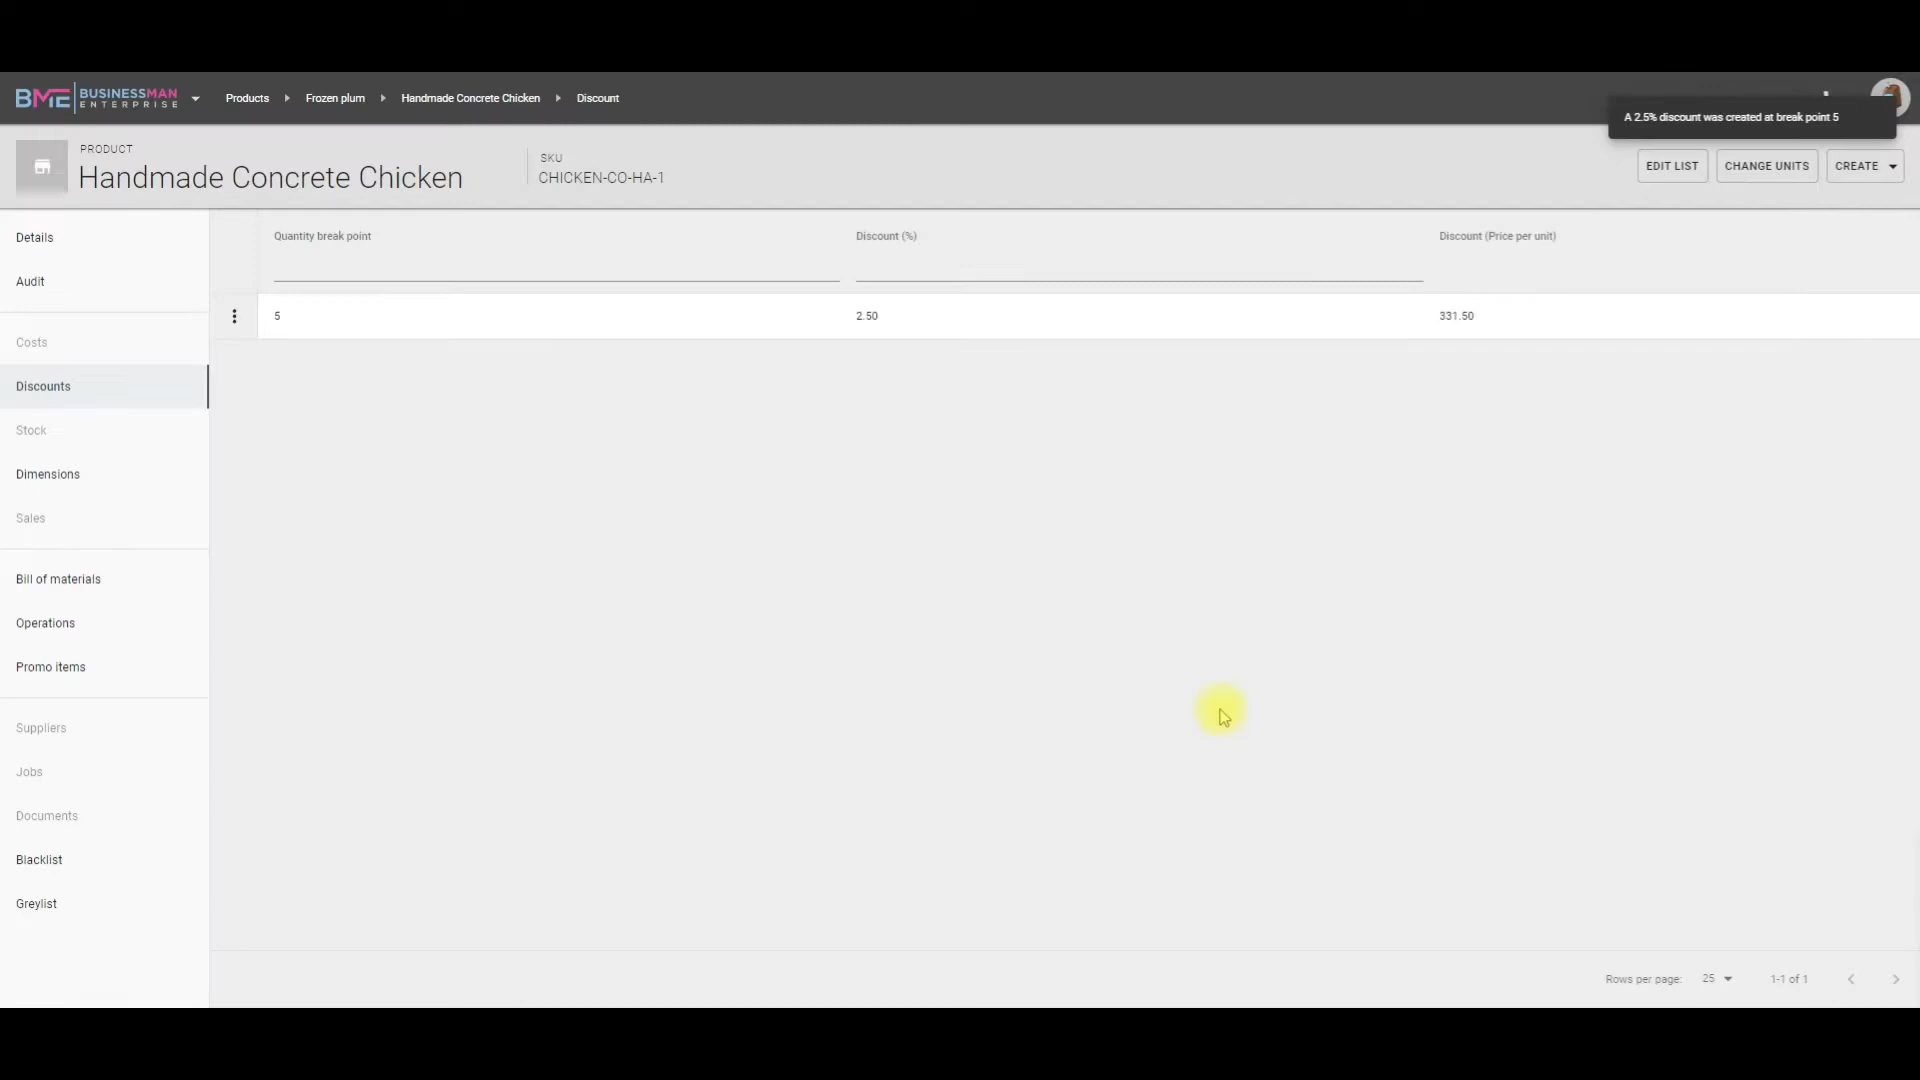 BME BUSINESSMAN ENTERPRISE
Products Frozen plum Handmade Concrete Chicken Discount
A 2.5% discount was created at break point 5
PRODUCT
Handmade Concrete Chicken
SKU
CHICKEN-CO-HA-1
EDIT LIST CHANGE UNITS CREATE
Details
Audit
Costs
Discounts
Stock
Dimensions
Sales
Bill of materials
Operations
Promo items
Suppliers
Jobs
Documents
Blacklist
Greylist
Quantity break point Discount (%) Discount (Price per unit)
5 2.50 331.50
Rows per page: 25 1-1 of 1